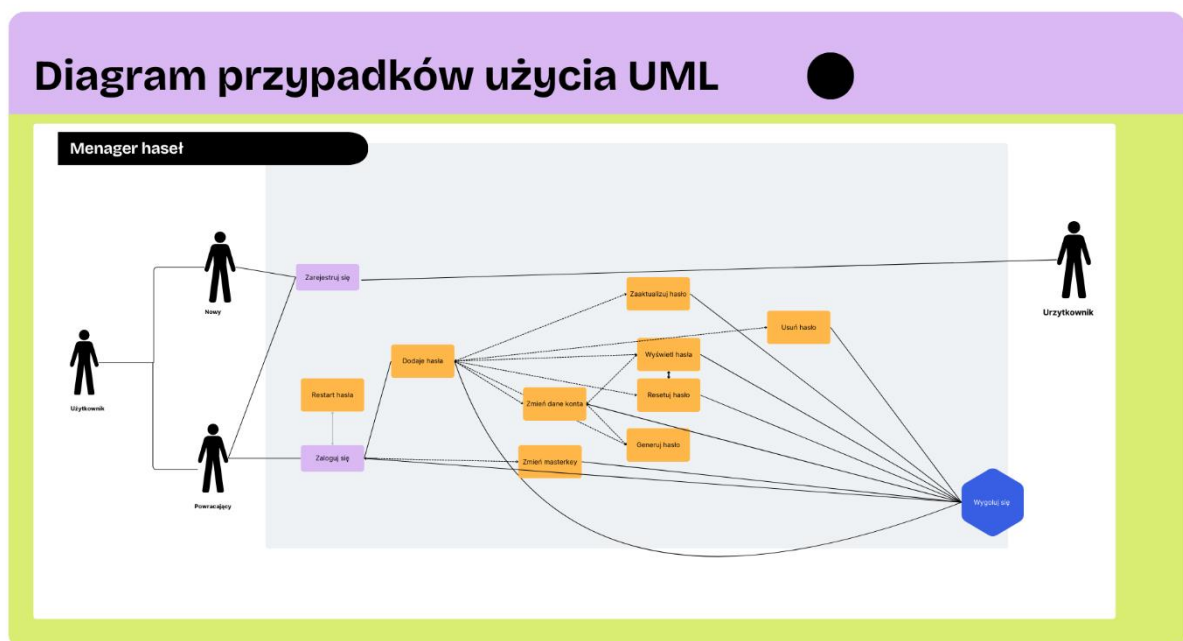 Diagram przypadków użycia UML
Menager haseł
Nowy
Zarejestruj się
Zaaktualizuj hasło
Urzytkownik
Usuń hasło
Dodaje hasła
Wyświetl hasła
Użytkownik
Restart hasła
Zmień dane konta
Resetuj hasło
Generuj hasło
Zaloguj się
Zmień masterkey
Powracający
Wygoluj się